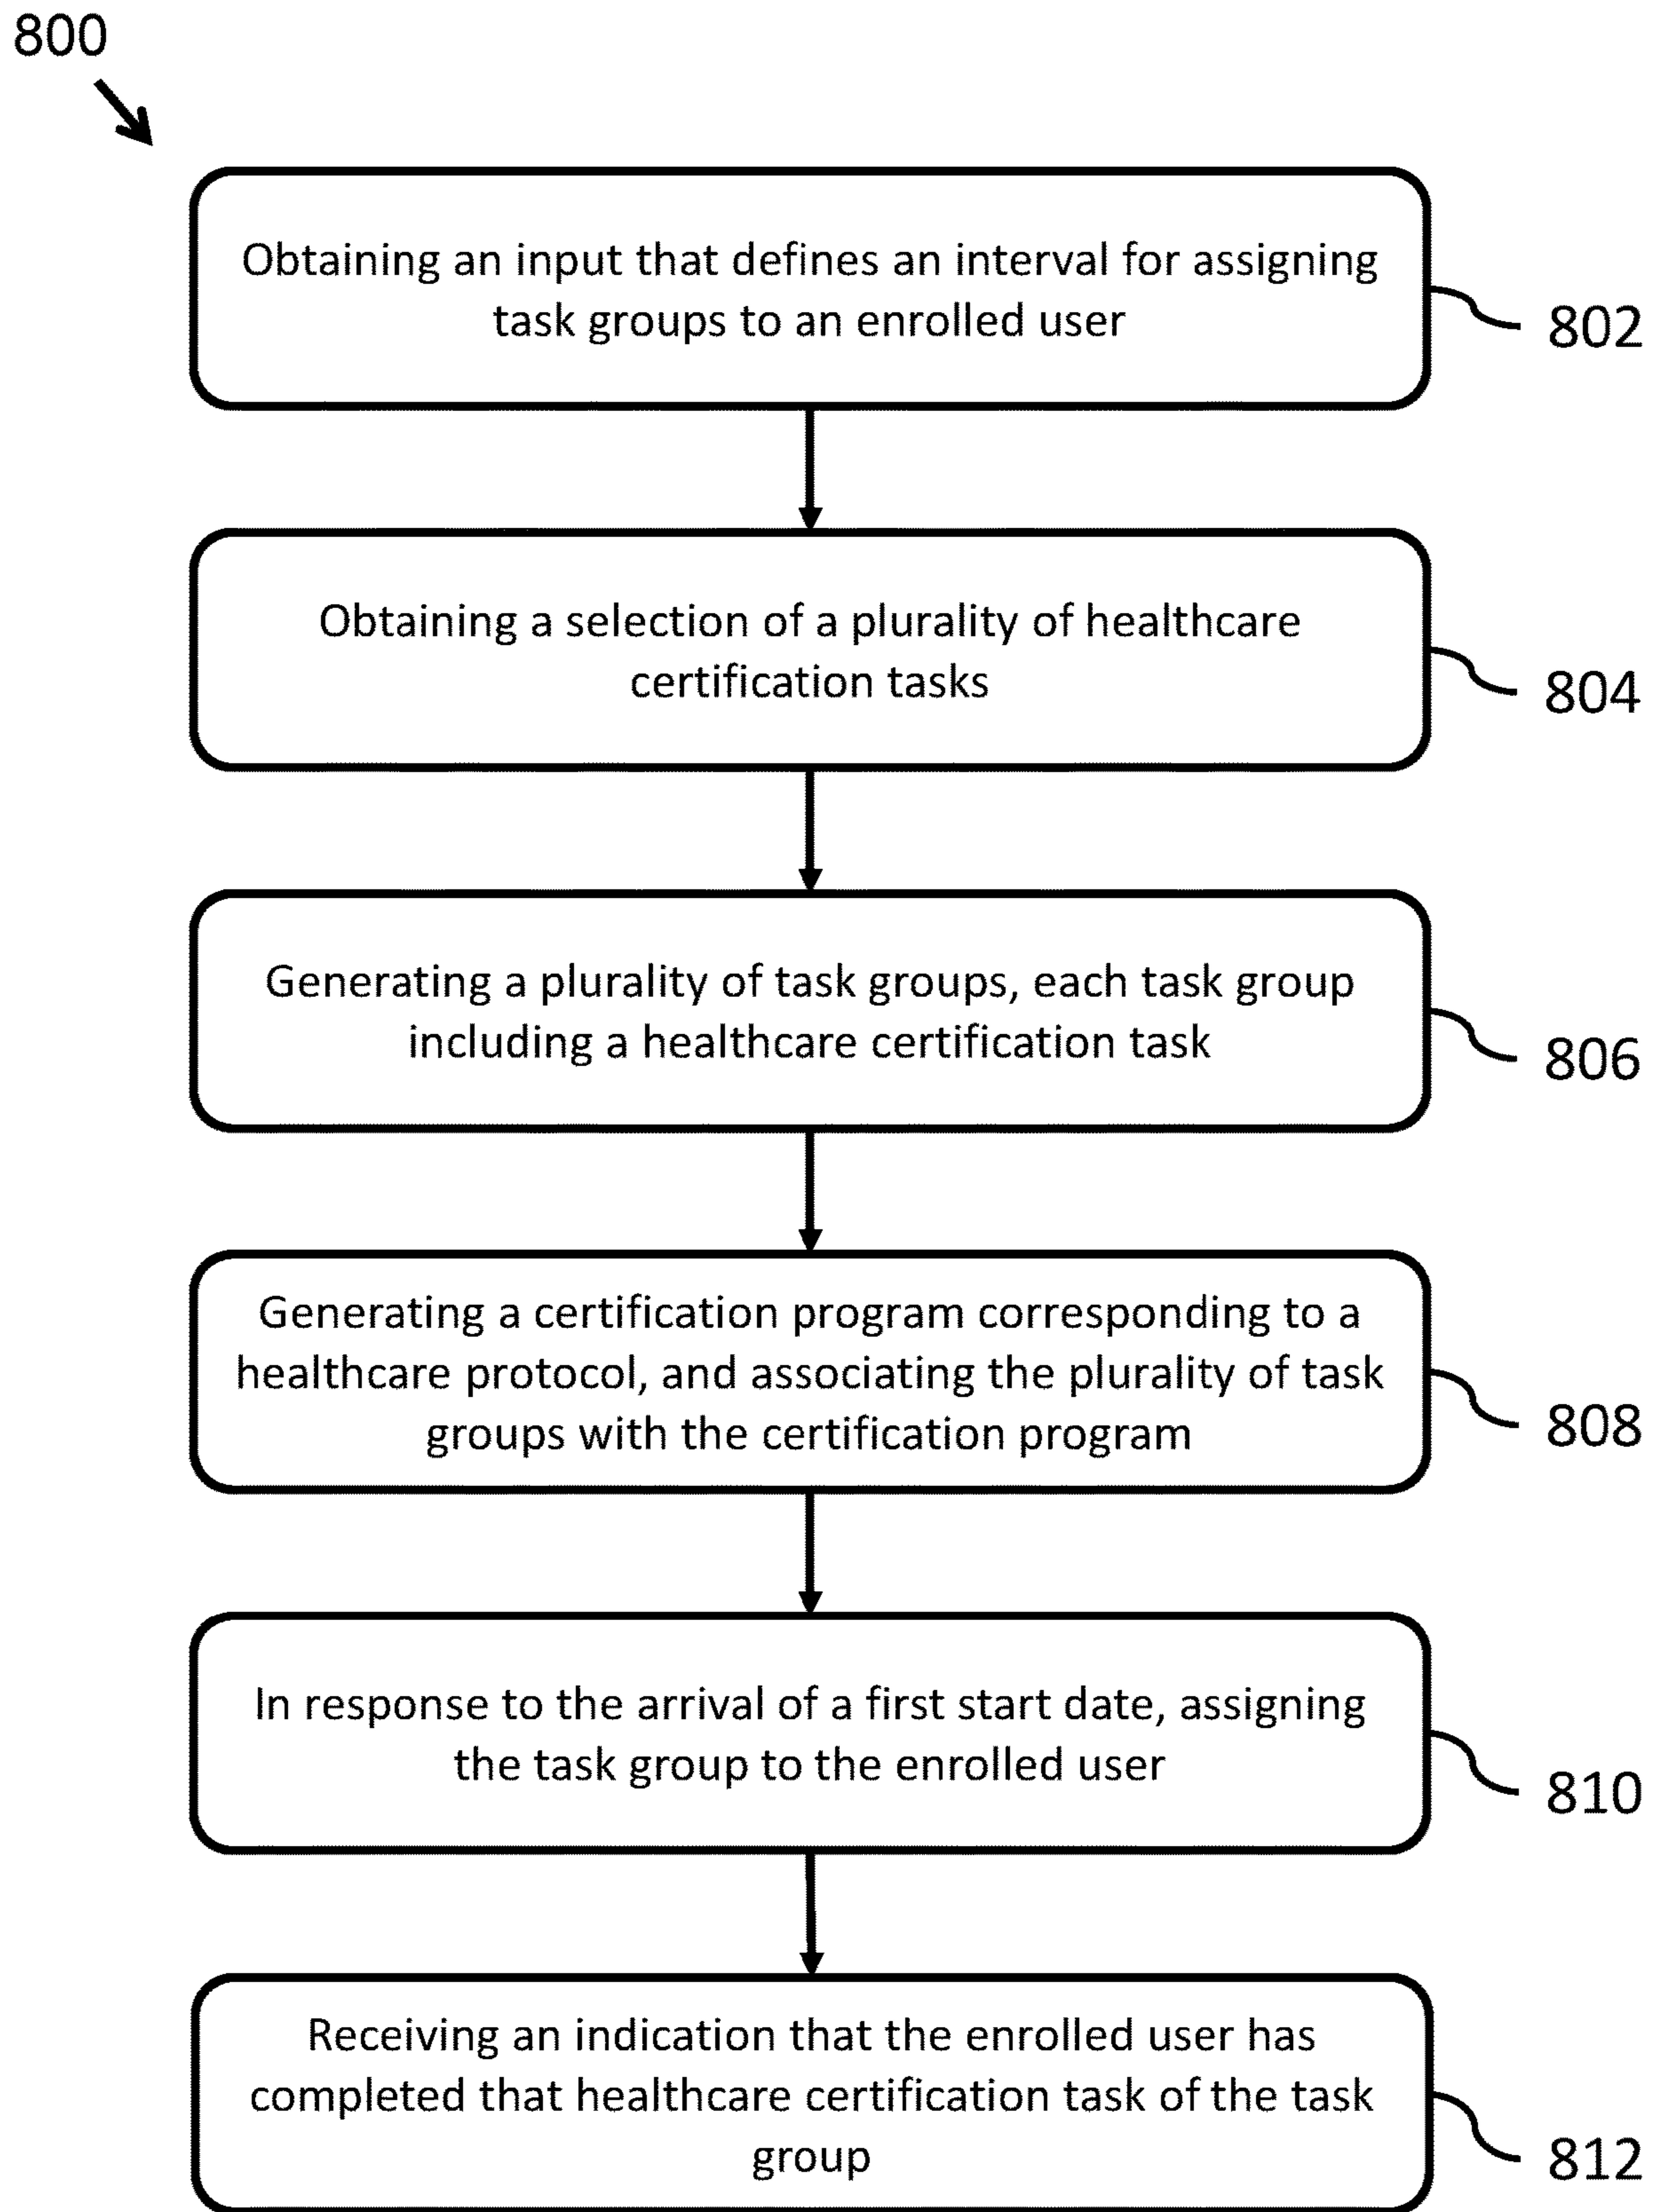 800
Obtaining an input that defines an interval for assigning
task groups to an enrolled user
802
Obtaining a selection of a plurality of healthcare
certification tasks
804
Generating a plurality of task groups, each task group
including a healthcare certification task
806
Generating a certification program corresponding to a
healthcare protocol, and associating the plurality of task
groups with the certification program
808
In response to the arrival of a first start date, assigning
the task group to the enrolled user
810
Receiving an indication that the enrolled user has
completed that healthcare certification task of the task
group
812